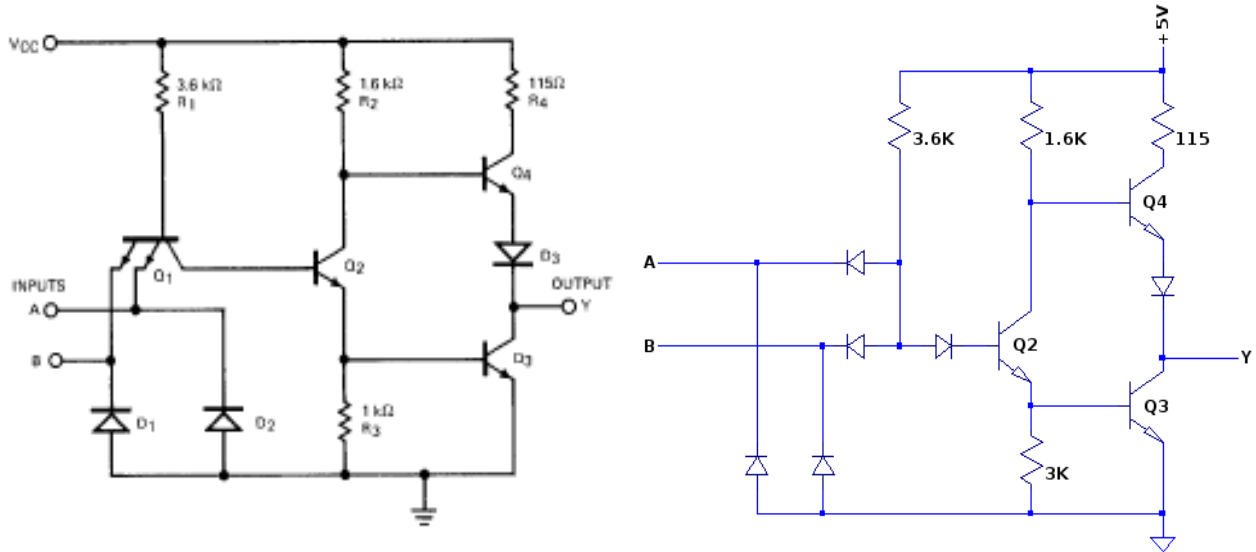 VCC
3.6 kΩ
R1
1.6 kΩ
R2
115Ω
R4
Q4
Q1
Q2
D3
INPUTS
A
B
OUTPUT
Y
Q3
D1
D2
1 kΩ
R3
+5V
3.6K
1.6K
115
Q4
A
B
Q2
Y
Q3
3K